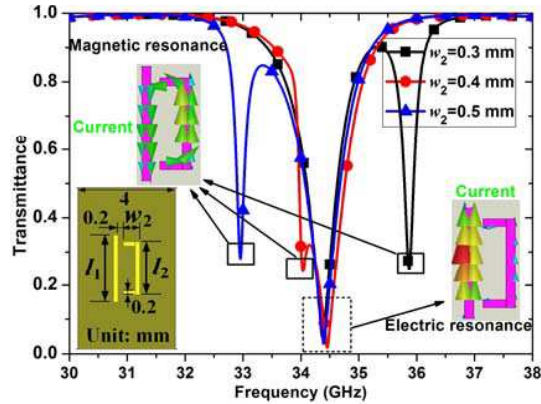 1.0
0.8
0.6
0.4
0.2
0.0
Transmittance
Magnetic resonance
Current
4
0.2
w2
l1
l2
0.2
Unit: mm
w2=0.3 mm
w2=0.4 mm
w2=0.5 mm
Current
Electric resonance
30 31 32 33 34 35 36 37 38
Frequency (GHz)